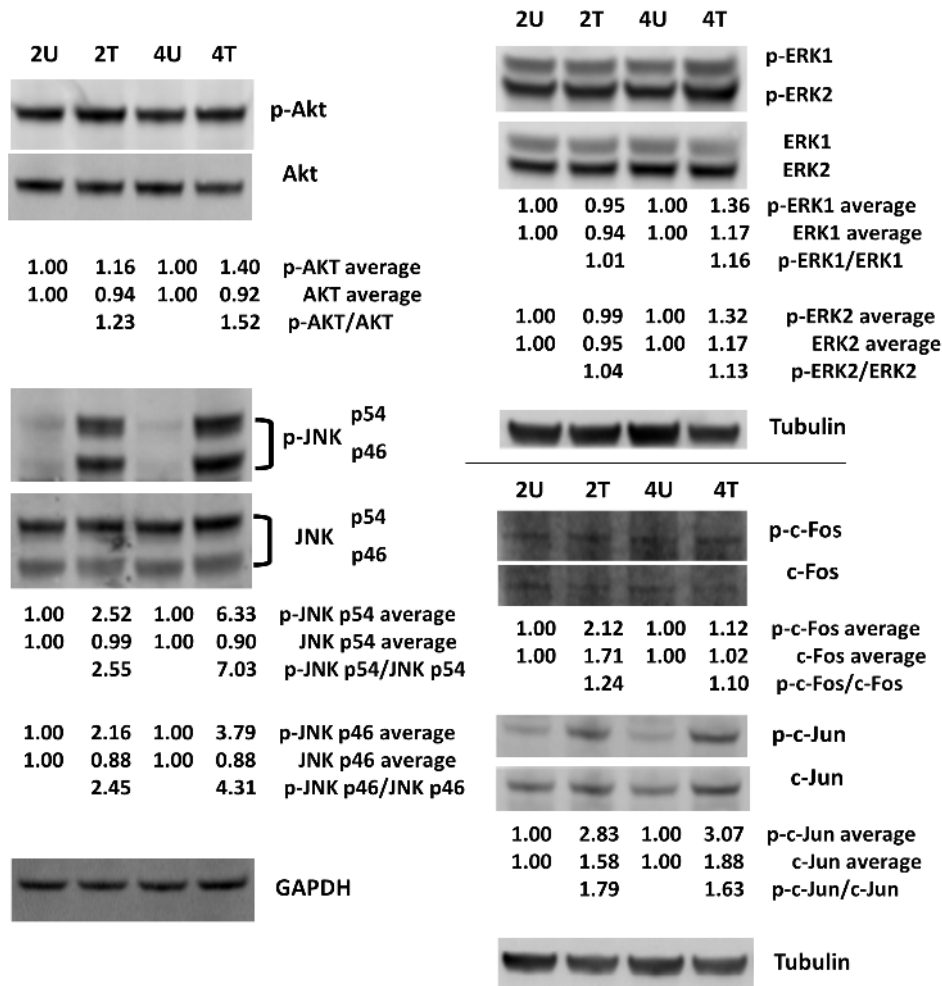 2U 2T 4U 4T
p-Akt
Akt
1.00 1.16 1.00 1.40 p-AKT average
1.00 0.94 1.00 0.92 AKT average
1.23 1.52 p-AKT/AKT
p-JNK p54
p46
JNK p54
p46
1.00 2.52 1.00 6.33 p-JNK p54 average
1.00 0.99 1.00 0.90 JNK p54 average
2.55 7.03 p-JNK p54/JNK p54
1.00 2.16 1.00 3.79 p-JNK p46 average
1.00 0.88 1.00 0.88 JNK p46 average
2.45 4.31 p-JNK p46/JNK p46
GAPDH
2U 2T 4U 4T
p-ERK1
p-ERK2
ERK1
ERK2
1.00 0.95 1.00 1.36 p-ERK1 average
1.00 0.94 1.00 1.17 ERK1 average
1.01 1.16 p-ERK1/ERK1
1.00 0.99 1.00 1.32 p-ERK2 average
1.00 0.95 1.00 1.17 ERK2 average
1.04 1.13 p-ERK2/ERK2
Tubulin
2U 2T 4U 4T
p-c-Fos
c-Fos
1.00 2.12 1.00 1.12 p-c-Fos average
1.00 1.71 1.00 1.02 c-Fos average
1.24 1.10 p-c-Fos/c-Fos
p-c-Jun
c-Jun
1.00 2.83 1.00 3.07 p-c-Jun average
1.00 1.58 1.00 1.88 c-Jun average
1.79 1.63 p-c-Jun/c-Jun
Tubulin